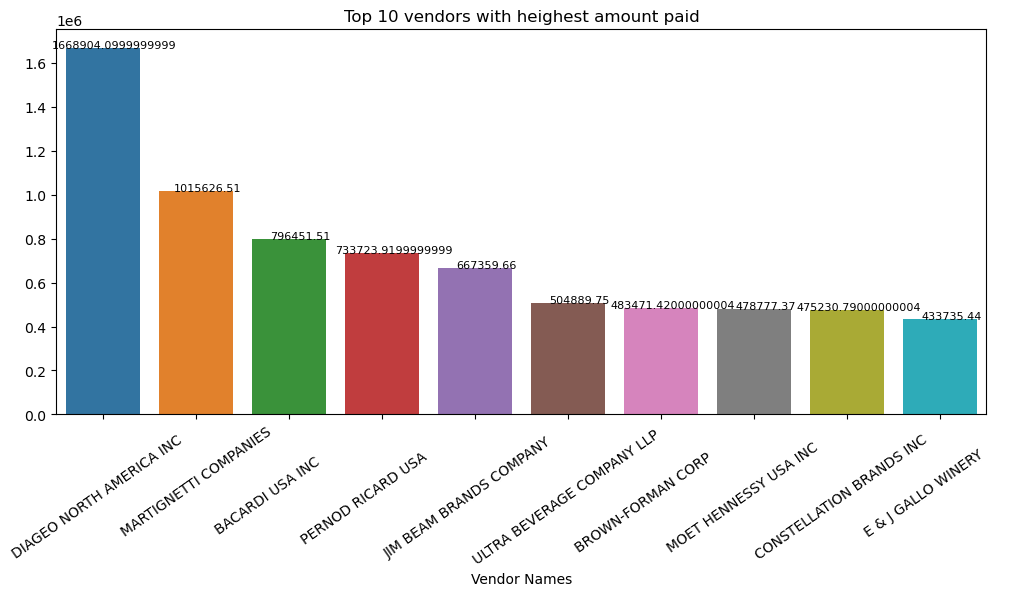 Top 10 vendors with heighest amount paid
1e6
1.6
1.4
1.2
1.0
0.8
0.6
0.4
0.2
0.0
1668904.0999999999
1015626.51
796451.51
733723.9199999999
667359.66
504889.75
483471.42000000004
478777.37
475230.79000000004
433735.44
DIAGEO NORTH AMERICA INC
MARTIGNETTI COMPANIES
BACARDI USA INC
PERNOD RICARD USA
JIM BEAM BRANDS COMPANY
ULTRA BEVERAGE COMPANY LLP
BROWN-FORMAN CORP
MOET HENNESSY USA INC
CONSTELLATION BRANDS INC
E & J GALLO WINERY
Vendor Names